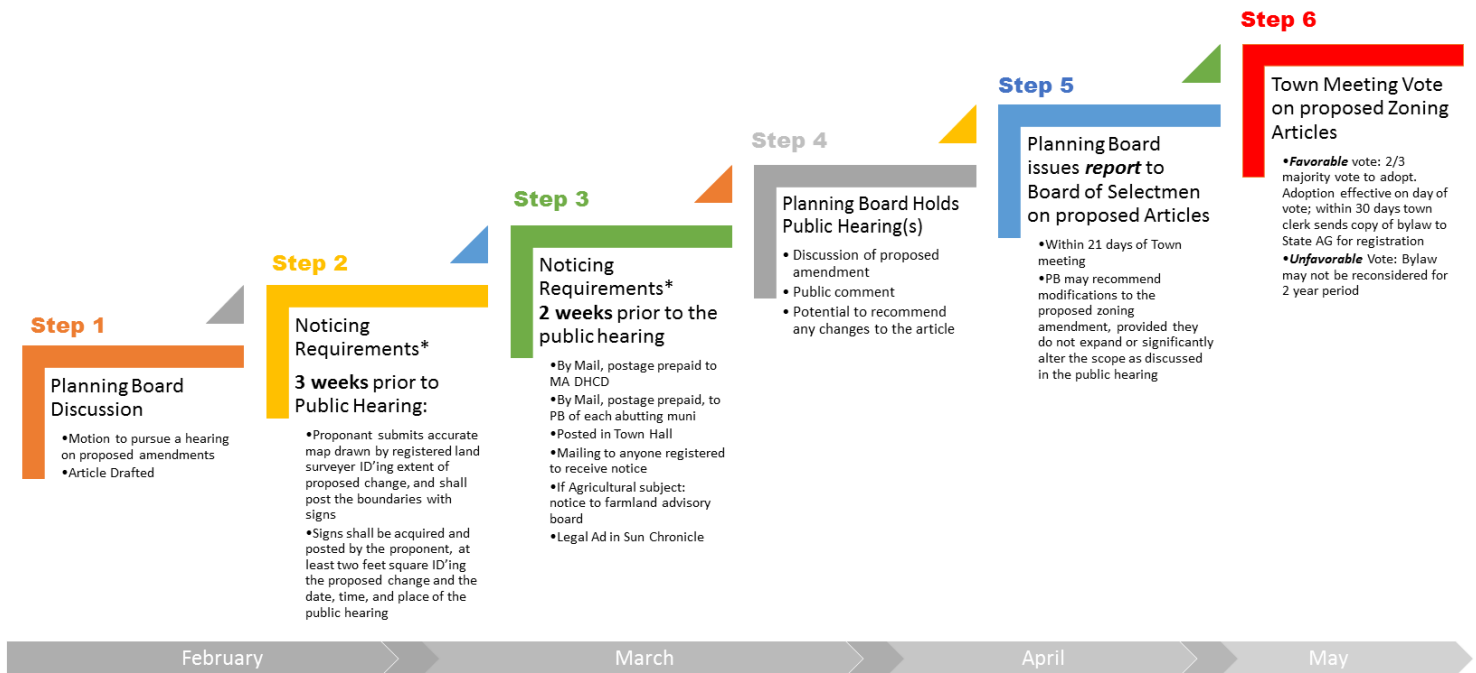 Step 1
Planning Board
Discussion
•Motion to pursue a hearing
on proposed amendments
•Article Drafted
Step 2
Noticing
Requirements*
3 weeks prior to
Public Hearing:
•Proponant submits accurate
map drawn by registered land
surveyer ID'ing extent of
proposed change, and shall
post the boundaries with
signs
•Signs shall be acquired and
posted by the proponent, at
least two feet square ID'ing
the proposed change and the
date, time, and place of the
public hearing
Step 3
Noticing
Requirements*
2 weeks prior to the
public hearing
•By Mail, postage prepaid to
MA DHCD
•By Mail, postage prepaid, to
PB of each abutting muni
•Posted in Town Hall
•Mailing to anyone registered
to receive notice
•If Agricultural subject:
notice to farmland advisory
board
•Legal Ad in Sun Chronicle
Step 4
Planning Board Holds
Public Hearing(s)
• Discussion of proposed
amendment
• Public comment
• Potential to recommend
any changes to the article
Step 5
Planning Board
issues report to
Board of Selectmen
on proposed Articles
•Within 21 days of Town
meeting
•PB may recommend
modifications to the
proposed zoning
amendment, provided they
do not expand or significantly
alter the scope as discussed
in the public hearing
Step 6
Town Meeting Vote
on proposed Zoning
Articles
•Favorable vote: 2/3
majority vote to adopt.
Adoption effective on day of
vote; within 30 days town
clerk sends copy of bylaw to
State AG for registration
•Unfavorable Vote: Bylaw
may not be reconsidered for
2 year period
February
March
April
May